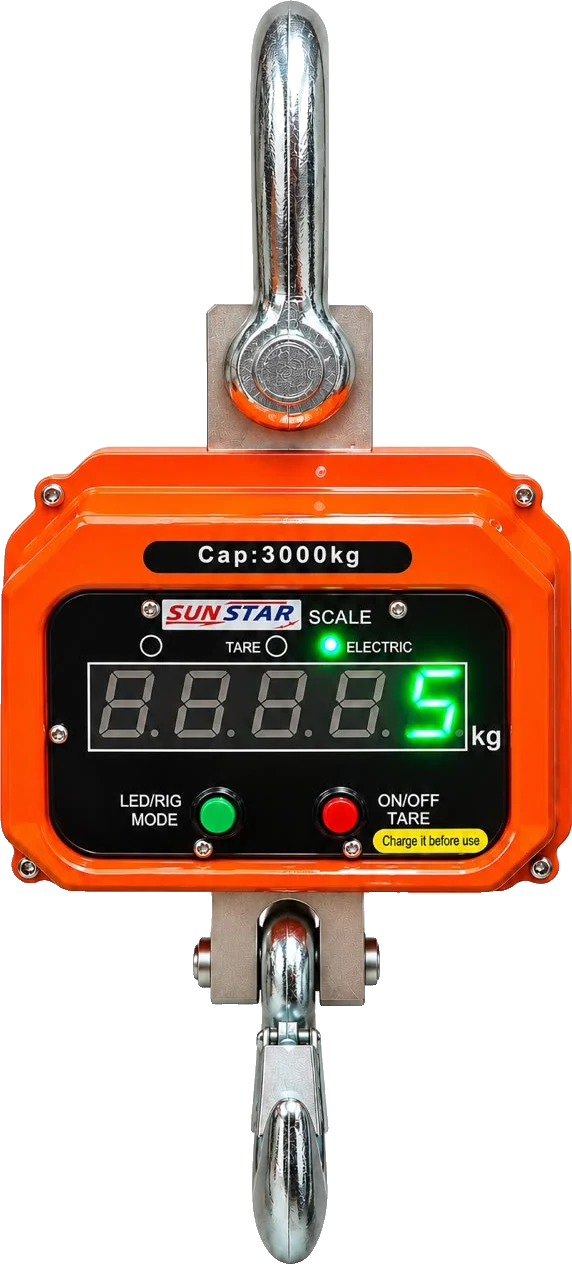 Cap:3000kg
SUNSTAR SCALE
TARE ELECTRIC
5 kg
LED/RIG MODE
ON/OFF TARE
Charge it before use